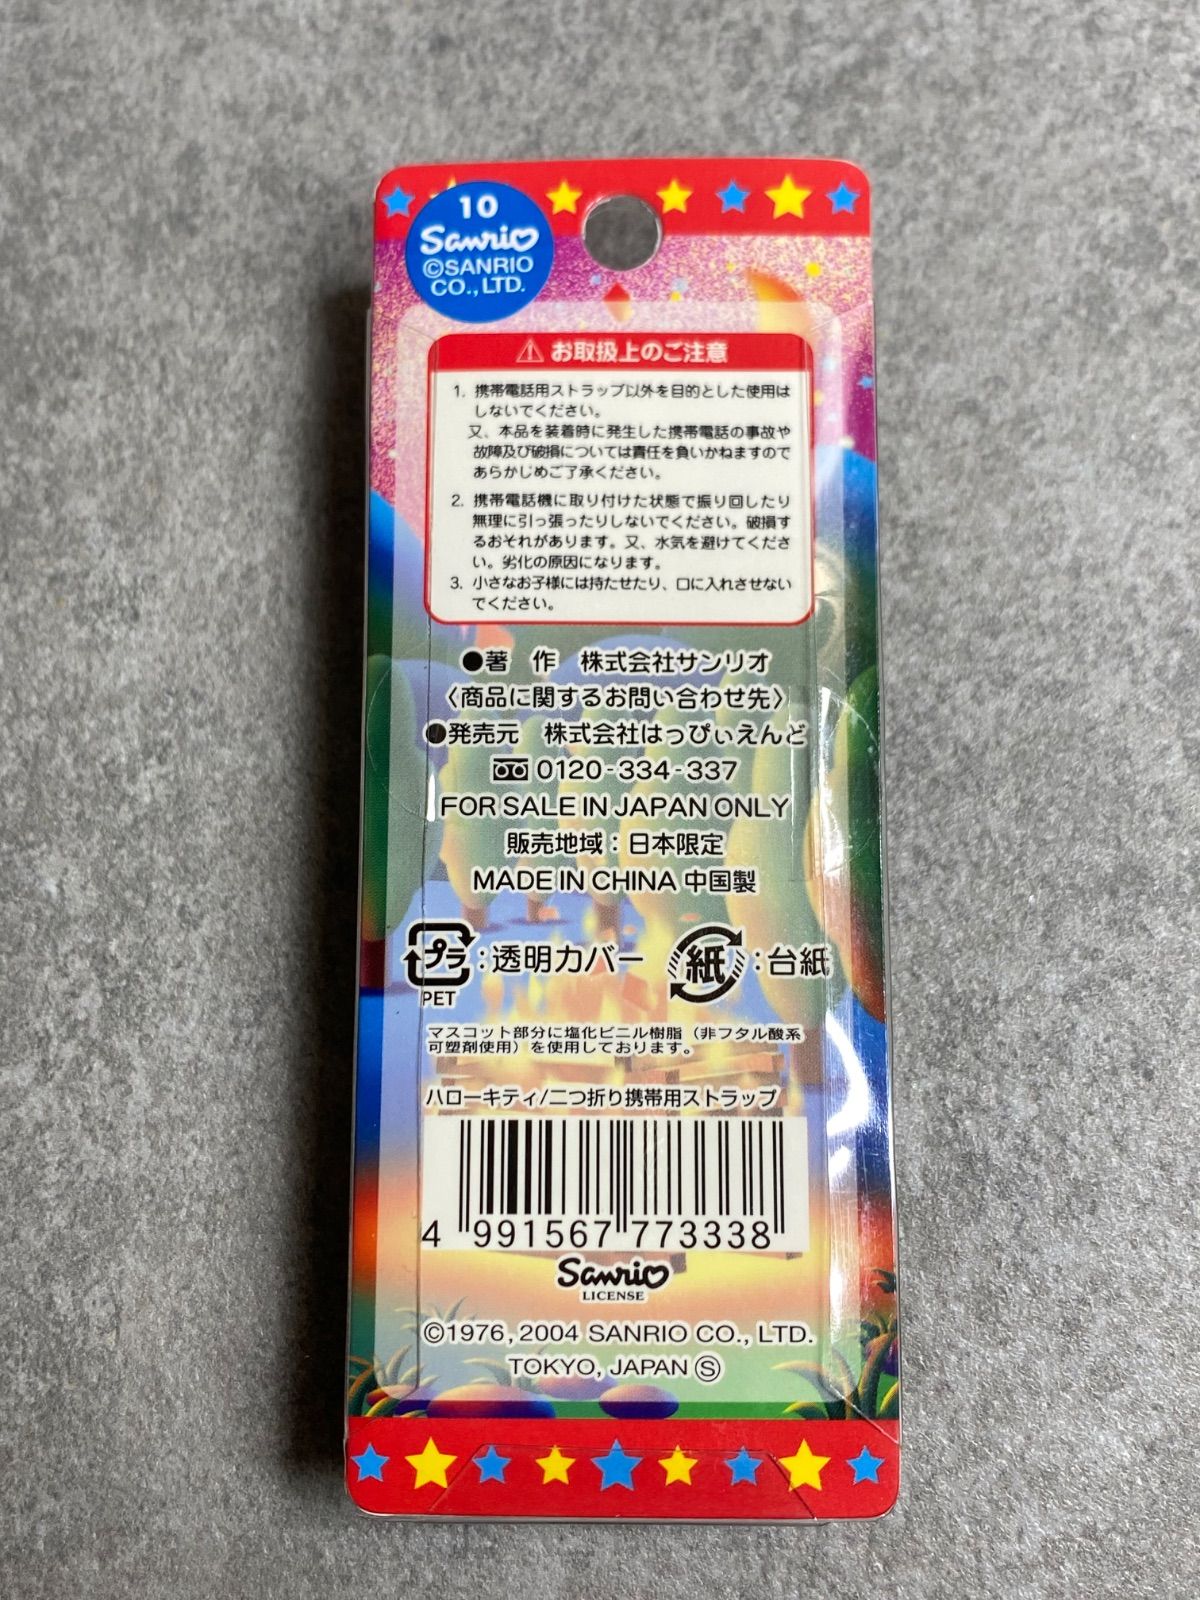 10
Sanrio
©SANRIO
CO., LTD.
⚠ お取扱上のご注意
1. 携帯電話用ストラップ以外を目的とした使用は
しないでください。
又、本品を装着時に発生した携帯電話の事故や
故障及び破損については責任を負いかねますので
あらかじめご了承ください。
2. 携帯電話機に取り付けた状態で振り回したり
無理に引っ張ったりしないでください。破損す
るおそれがあります。又、水気を避けてくださ
い。劣化の原因になります。
3. 小さなお子様には持たせたり、口に入れさせない
でください。
●著 作 株式会社サンリオ
〈商品に関するお問い合わせ先〉
●発売元 株式会社はっぴぃえんど
0120-334-337
FOR SALE IN JAPAN ONLY
販売地域：日本限定
MADE IN CHINA 中国製
プラ：透明カバー 紙：台紙
PET
マスコット部分に塩化ビニル樹脂（非フタル酸系
可塑剤使用）を使用しております。
ハローキティ/二つ折り携帯用ストラップ
4 991567 773338
Sanrio
LICENSE
©1976, 2004 SANRIO CO., LTD.
TOKYO, JAPAN Ⓢ